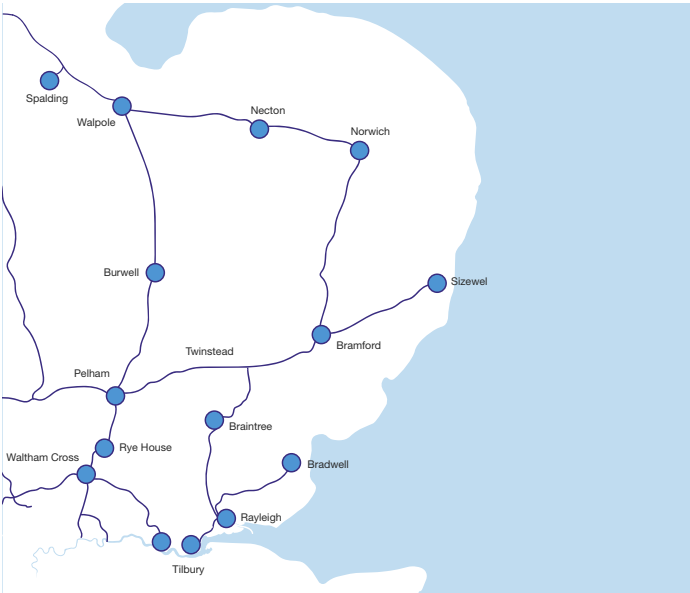 Spalding
Walpole
Necton
Norwich
Burwell
Sizewel
Twinstead
Bramford
Pelham
Braintree
Rye House
Waltham Cross
Bradwell
Rayleigh
Tilbury